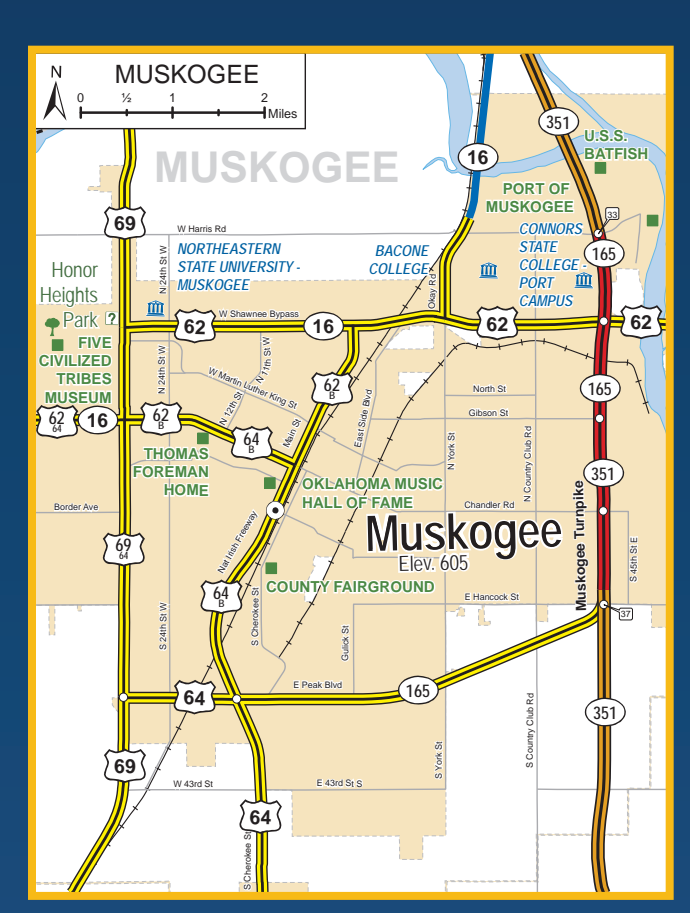 N
MUSKOGEE
0 ½ 1 2
Miles
MUSKOGEE
351
U.S.S.
BATFISH
16
PORT OF
MUSKOGEE
33
69
W Harris Rd
CONNORS
STATE
COLLEGE -
PORT
CAMPUS
165
NORTHEASTERN
STATE UNIVERSITY -
MUSKOGEE
BACONE
COLLEGE
N 24th St W
Okay Rd
Honor
Heights
Park
?
W Shawnee Bypass
62
16
62
62
FIVE
CIVILIZED
TRIBES
MUSEUM
N 24th St W
N 11th St W
W Martin Luther King St
N 12th St
62
B
East Side Blvd
North St
165
Gibson St
62
64
16
62
B
64
B
Main St
N York St
N Country Club Rd
THOMAS
FOREMAN
HOME
OKLAHOMA MUSIC
HALL OF FAME
351
Border Ave
Chandler Rd
Nat Irish Freeway
Muskogee
Elev. 605
Muskogee Turnpike
S 45th St E
69
64
COUNTY FAIRGROUND
64
B
E Hancock St
37
S 24th St W
S Cherokee St
Gulick St
E Peak Blvd
64
165
351
S Country Club Rd
S York St
69
W 43rd St
E 43rd St S
64
S Cherokee St